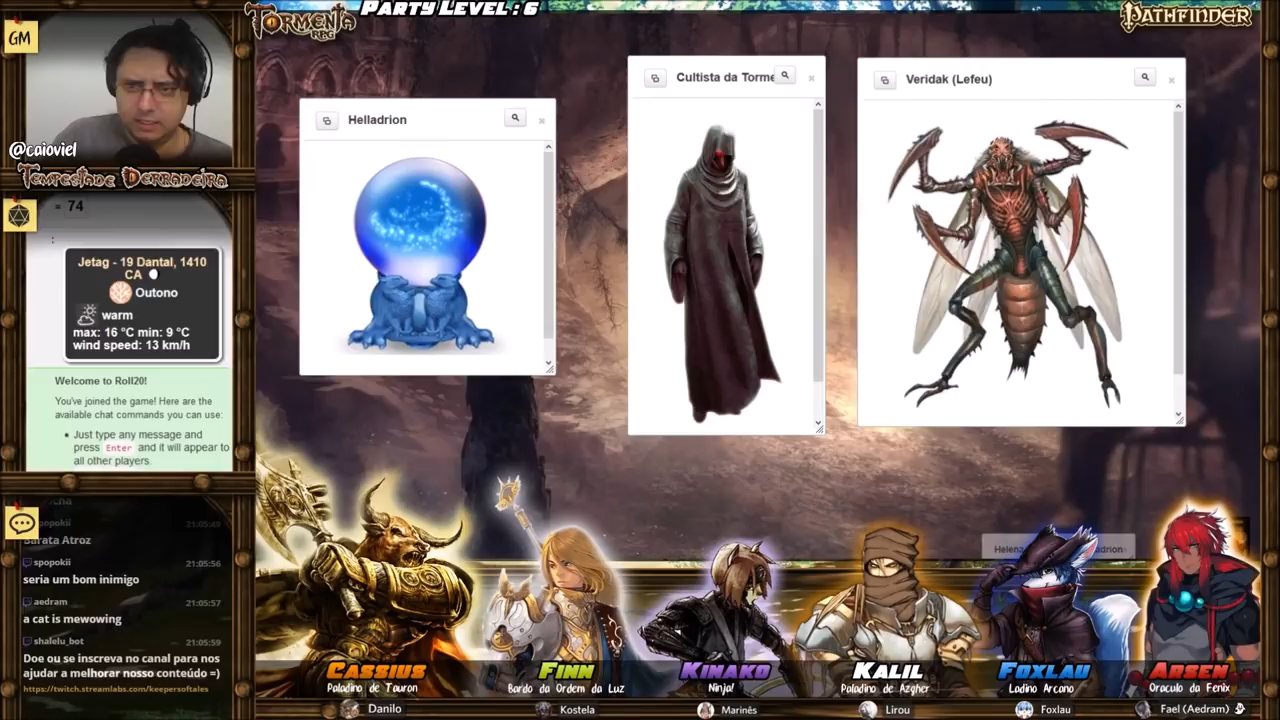 GM
@caioviel
Tempestade Derradeira
Tormenta
RPG
Party Level: 6
Pathfinder
= 74
:
Jetag - 19 Dantal, 1410
CA
Outono
warm
max: 16 °C min: 9 °C
wind speed: 13 km/h
Welcome to Roll20!
You've joined the game! Here are the
available chat commands you can use:
• Just type any message and
press Enter and it will appear to
all other players.
Helladrion
Cultista da Torme
Veridak (Lefeu)
21:05:49
Barata Atroz
spopokii 21:05:56
seria um bom inimigo
aedram 21:05:57
a cat is mewowing
shalelu_bot 21:05:59
Doe ou se inscreva no canal para nos
ajudar a melhorar nosso conteúdo =)
https://twitch.streamlabs.com/keepersoftales
Cassius
Paladino de Tauron
Danilo
Finn
Bardo da Ordem da Luz
Kostela
Kinako
Ninja!
Marinês
Kalil
Paladino de Azgher
Lirou
Foxlau
Ladino Arcano
Foxlau
Arsen
Oraculo da Fenix
Fael (Aedram)